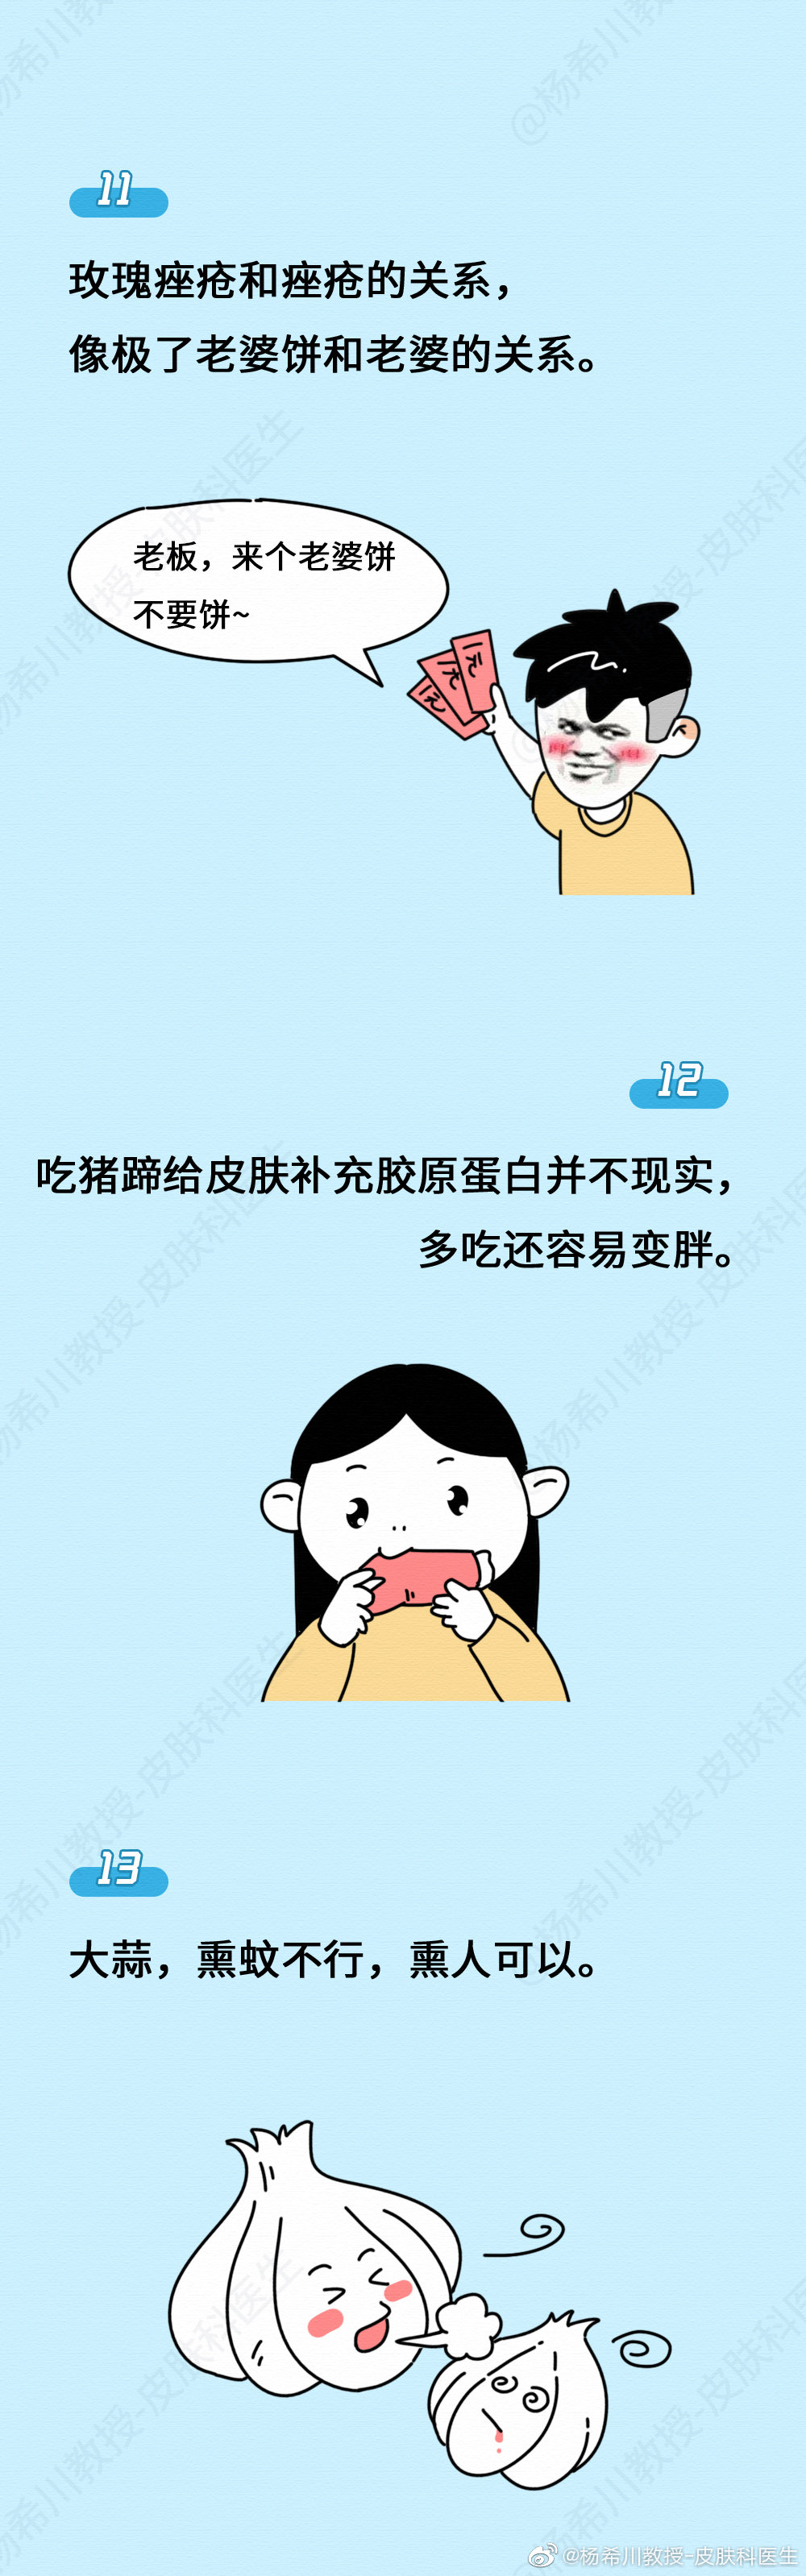 11
玫瑰痤疮和痤疮的关系，
像极了老婆饼和老婆的关系。
老板，来个老婆饼
不要饼~
1元
1元
1元
12
吃猪蹄给皮肤补充胶原蛋白并不现实，
多吃还容易变胖。
13
大蒜，熏蚊不行，熏人可以。
@杨希川教授-皮肤科医生